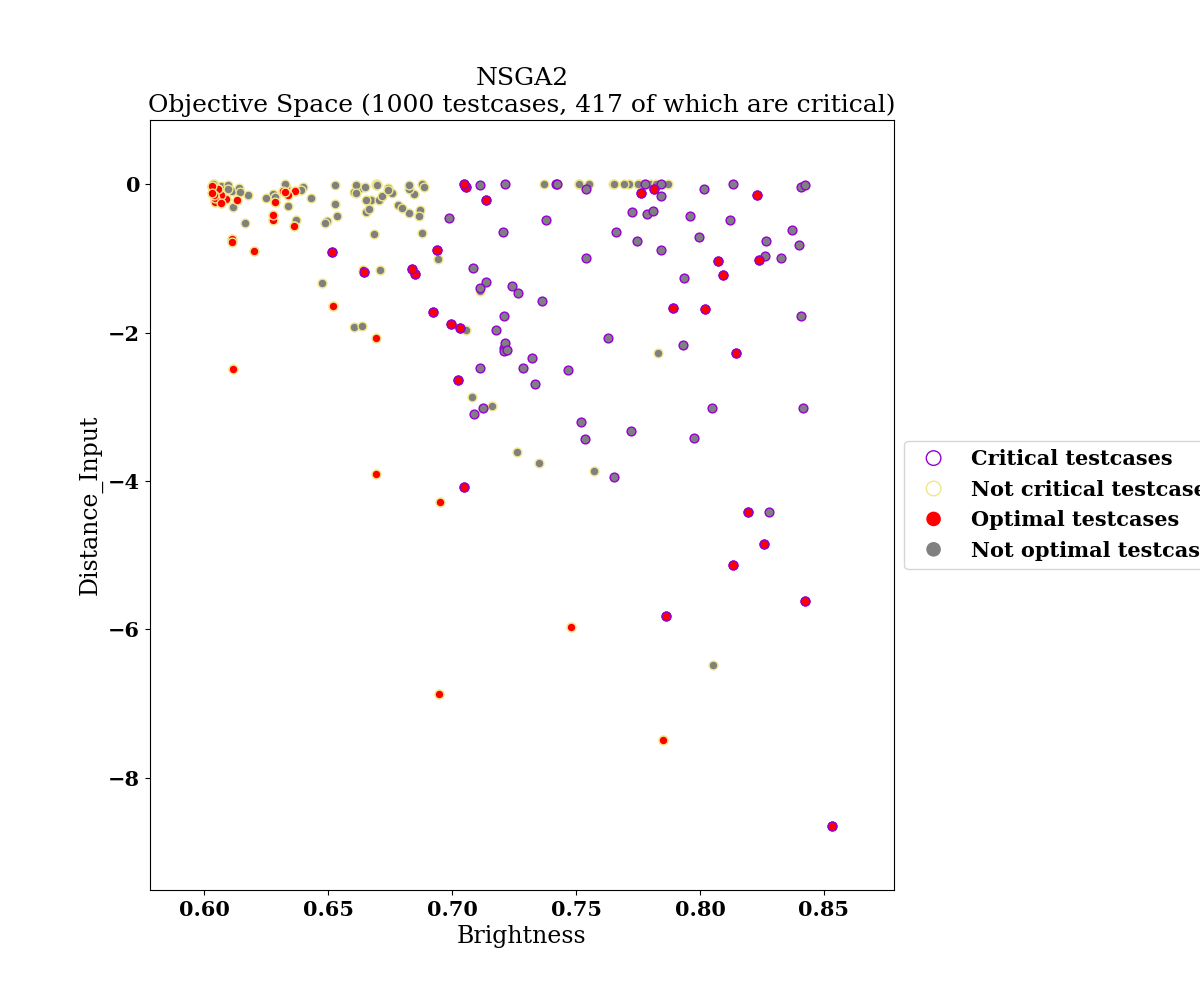 NSGA2
Objective Space (1000 testcases, 417 of which are critical)
0
−2
−4
−6
−8
Distance_Input
0.60 0.65 0.70 0.75 0.80 0.85
Brightness
Critical testcases
Not critical testcase
Optimal testcases
Not optimal testcas